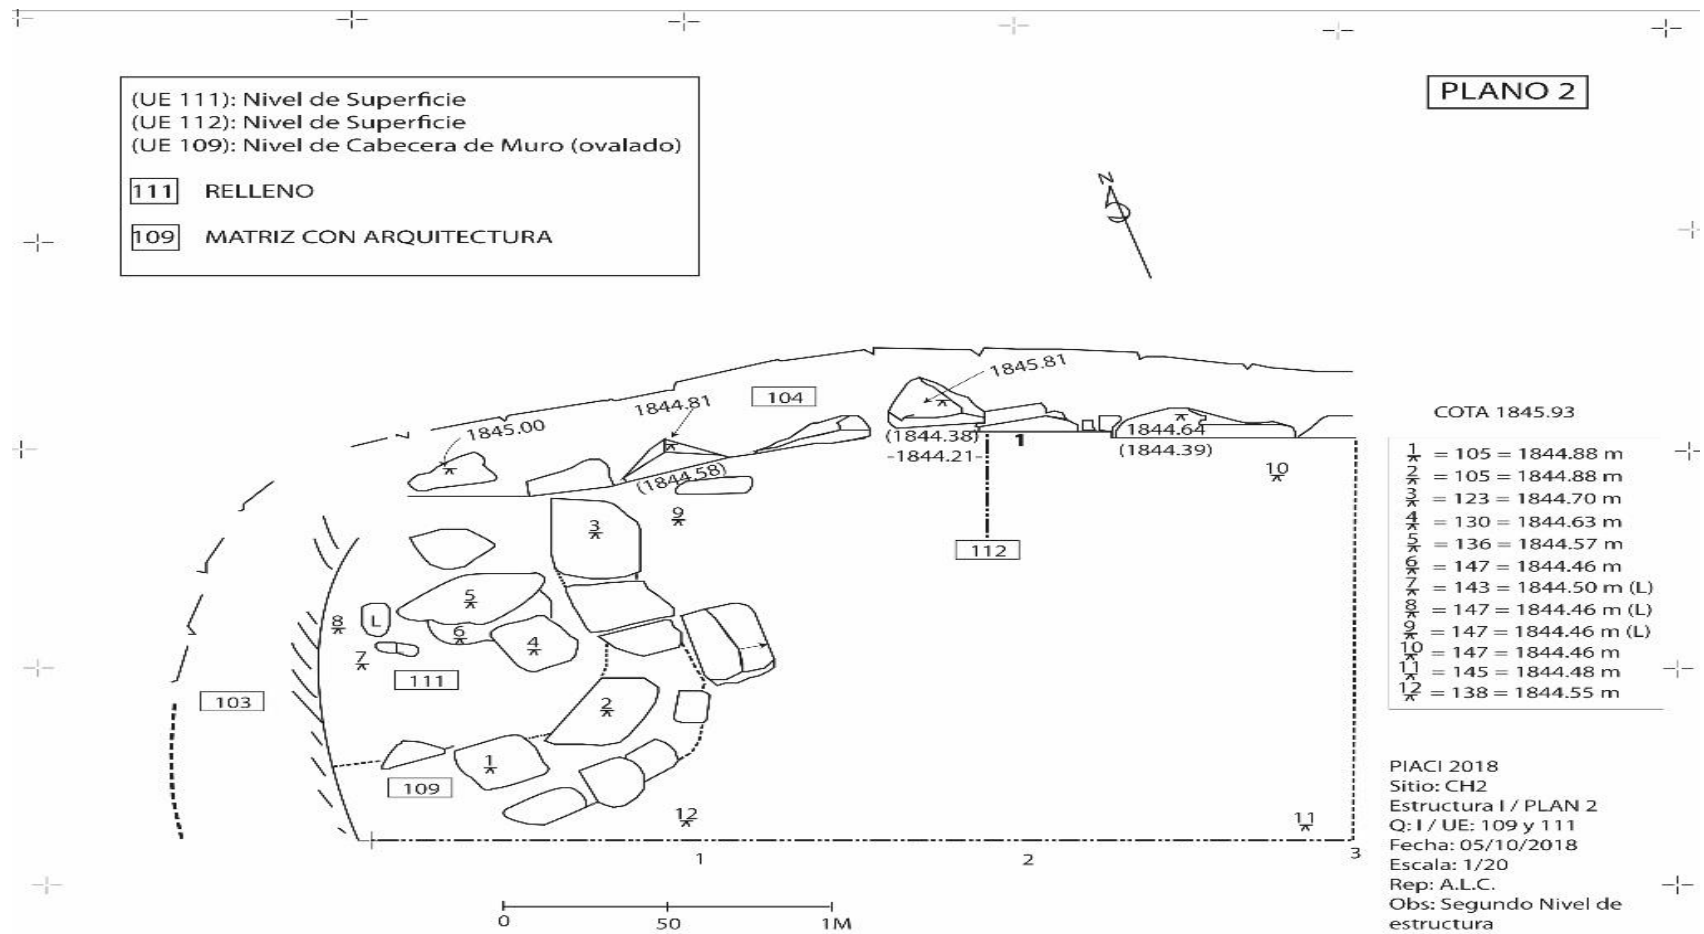 PLANO 2
(UE 111): Nivel de Superficie
(UE 112): Nivel de Superficie
(UE 109): Nivel de Cabecera de Muro (ovalado)
111 RELLENO
109 MATRIZ CON ARQUITECTURA
N
1845.81
1844.81
104
1845.00
(1844.38)
-1844.21-
1
1844.64
(1844.39)
(1844.58)
10
9
3
112
5
8
L
6
4
7
111
103
2
1
109
12
11
1
2
3
0
50
1M
COTA 1845.93
1 = 105 = 1844.88 m
2 = 105 = 1844.88 m
3 = 123 = 1844.70 m
4 = 130 = 1844.63 m
5 = 136 = 1844.57 m
6 = 147 = 1844.46 m
7 = 143 = 1844.50 m (L)
8 = 147 = 1844.46 m (L)
9 = 147 = 1844.46 m (L)
10 = 147 = 1844.46 m
11 = 145 = 1844.48 m
12 = 138 = 1844.55 m
PIACI 2018
Sitio: CH2
Estructura I / PLAN 2
Q: I / UE: 109 y 111
Fecha: 05/10/2018
Escala: 1/20
Rep: A.L.C.
Obs: Segundo Nivel de
estructura